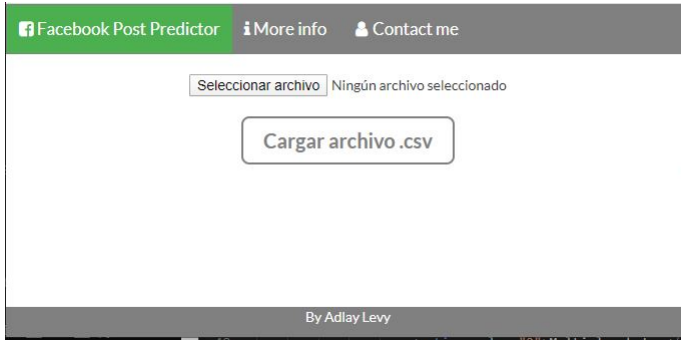 Facebook Post Predictor More info Contact me
Seleccionar archivo Ningún archivo seleccionado
Cargar archivo .csv
By Adlay Levy